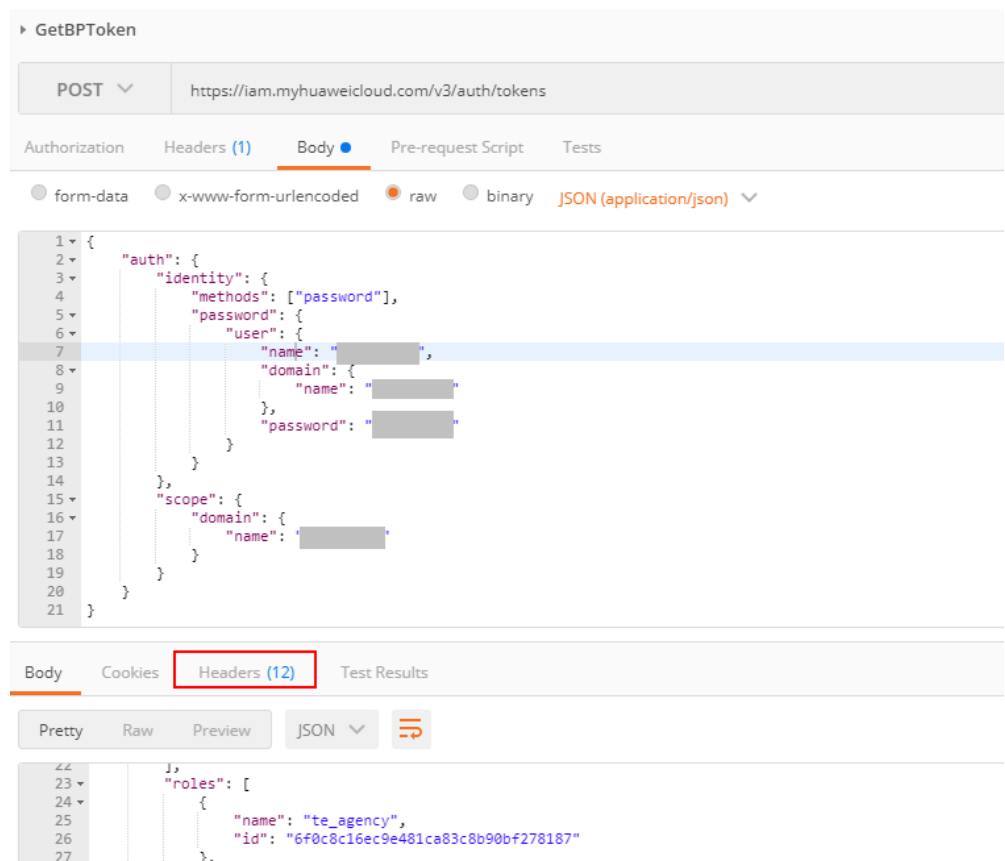 GetBPToken
POST https://iam.myhuaweicloud.com/v3/auth/tokens
Authorization Headers (1) Body Pre-request Script Tests
form-data x-www-form-urlencoded raw binary JSON (application/json)
1 {
2 "auth": {
3 "identity": {
4 "methods": ["password"],
5 "password": {
6 "user": {
7 "name": " ",
8 "domain": {
9 "name": " "
10 },
11 "password": " "
12 }
13 }
14 },
15 "scope": {
16 "domain": {
17 "name": " "
18 }
19 }
20 }
21 }
Body Cookies Headers (12) Test Results
Pretty Raw Preview JSON
22 ],
23 "roles": [
24 {
25 "name": "te_agency",
26 "id": "6f0c8c16ec9e481ca83c8b90bf278187"
27 },